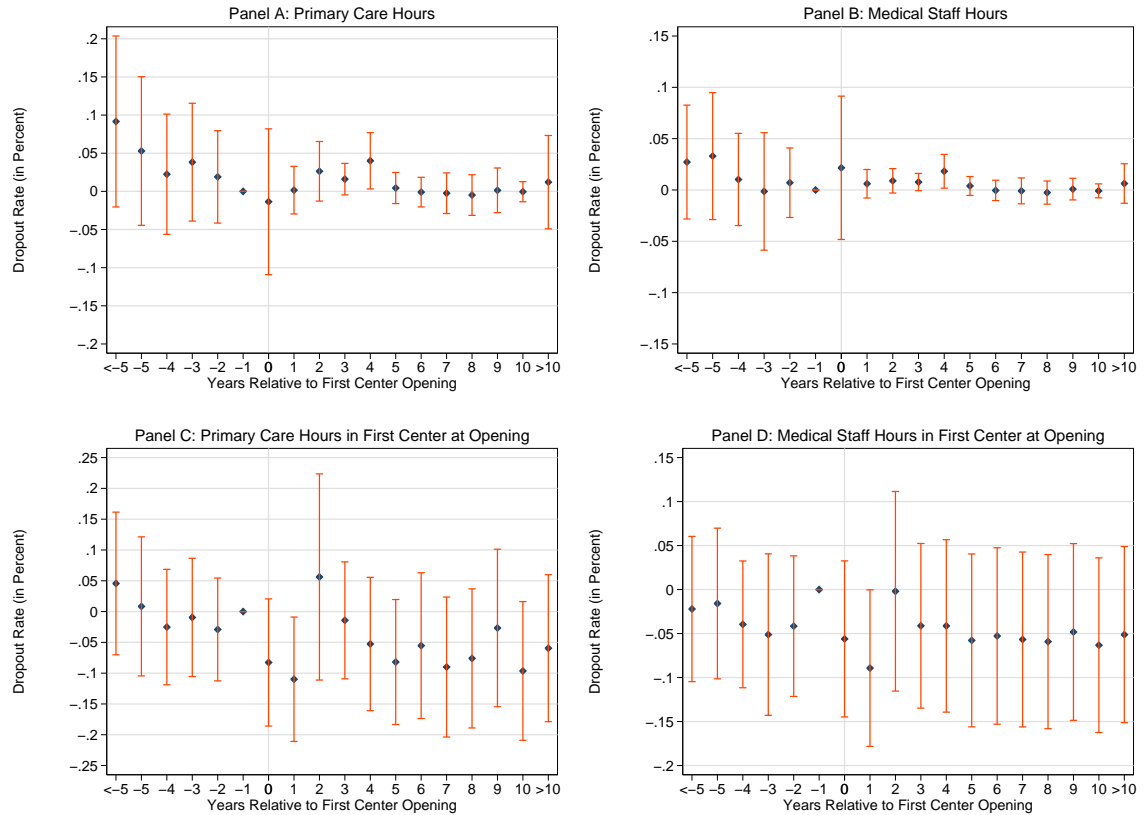 Panel A: Primary Care Hours
Dropout Rate (in Percent)
.2
.15
.1
.05
0
−.05
−.1
−.15
−.2
<−5 −5 −4 −3 −2 −1 0 1 2 3 4 5 6 7 8 9 10 >10
Years Relative to First Center Opening
Panel B: Medical Staff Hours
Dropout Rate (in Percent)
.15
.1
.05
0
−.05
−.1
−.15
<−5 −5 −4 −3 −2 −1 0 1 2 3 4 5 6 7 8 9 10 >10
Years Relative to First Center Opening
Panel C: Primary Care Hours in First Center at Opening
Dropout Rate (in Percent)
.25
.2
.15
.1
.05
0
−.05
−.1
−.15
−.2
−.25
<−5 −5 −4 −3 −2 −1 0 1 2 3 4 5 6 7 8 9 10 >10
Years Relative to First Center Opening
Panel D: Medical Staff Hours in First Center at Opening
Dropout Rate (in Percent)
.15
.1
.05
0
−.05
−.1
−.15
−.2
<−5 −5 −4 −3 −2 −1 0 1 2 3 4 5 6 7 8 9 10 >10
Years Relative to First Center Opening